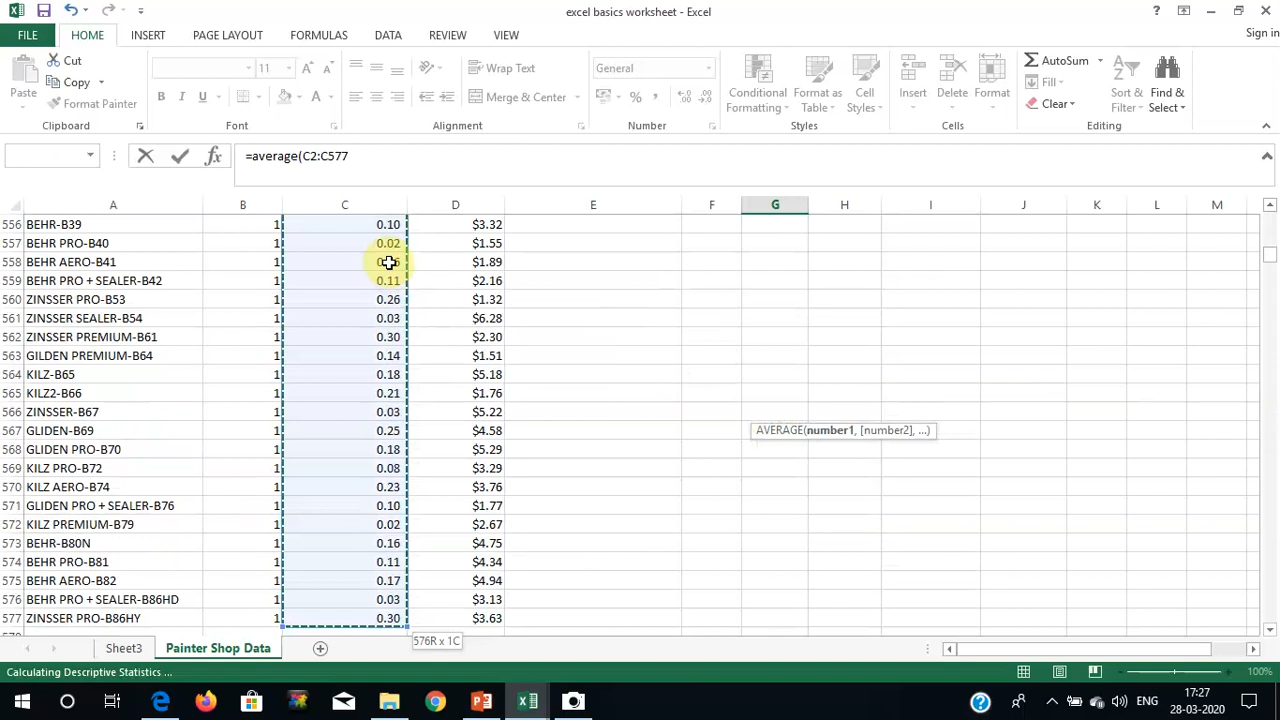 excel basics worksheet - Excel
FILE HOME INSERT PAGE LAYOUT FORMULAS DATA REVIEW VIEW Sign in
Cut
Copy
Format Painter
Paste
Clipboard
11
Font
Wrap Text
Merge & Center
Alignment
General
Number
Conditional Formatting
Format as Table
Cell Styles
Styles
Insert Delete Format
Cells
AutoSum
Fill
Clear
Sort & Filter
Find & Select
Editing
=average(C2:C577
A B C D E F G H I J K L M
556 BEHR-B39 1 0.10 $3.32
557 BEHR PRO-B40 1 0.02 $1.55
558 BEHR AERO-B41 1 $1.89
559 BEHR PRO + SEALER-B42 1 0.11 $2.16
560 ZINSSER PRO-B53 1 0.26 $1.32
561 ZINSSER SEALER-B54 1 0.03 $6.28
562 ZINSSER PREMIUM-B61 1 0.30 $2.30
563 GILDEN PREMIUM-B64 1 0.14 $1.51
564 KILZ-B65 1 0.18 $5.18
565 KILZ2-B66 1 0.21 $1.76
566 ZINSSER-B67 1 0.03 $5.22
567 GLIDEN-B69 1 0.25 $4.58
568 GLIDEN PRO-B70 1 0.18 $5.29
569 KILZ PRO-B72 1 0.08 $3.29
570 KILZ AERO-B74 1 0.23 $3.76
571 GLIDEN PRO + SEALER-B76 1 0.10 $1.77
572 KILZ PREMIUM-B79 1 0.02 $2.67
573 BEHR-B80N 1 0.16 $4.75
574 BEHR PRO-B81 1 0.11 $4.34
575 BEHR AERO-B82 1 0.17 $4.94
576 BEHR PRO + SEALER-B86HD 1 0.03 $3.13
577 ZINSSER PRO-B86HY 1 0.30 $3.63
AVERAGE(number1, [number2], ...)
576R x 1C
Sheet3 Painter Shop Data
Calculating Descriptive Statistics ... 100%
ENG
17:27
28-03-2020